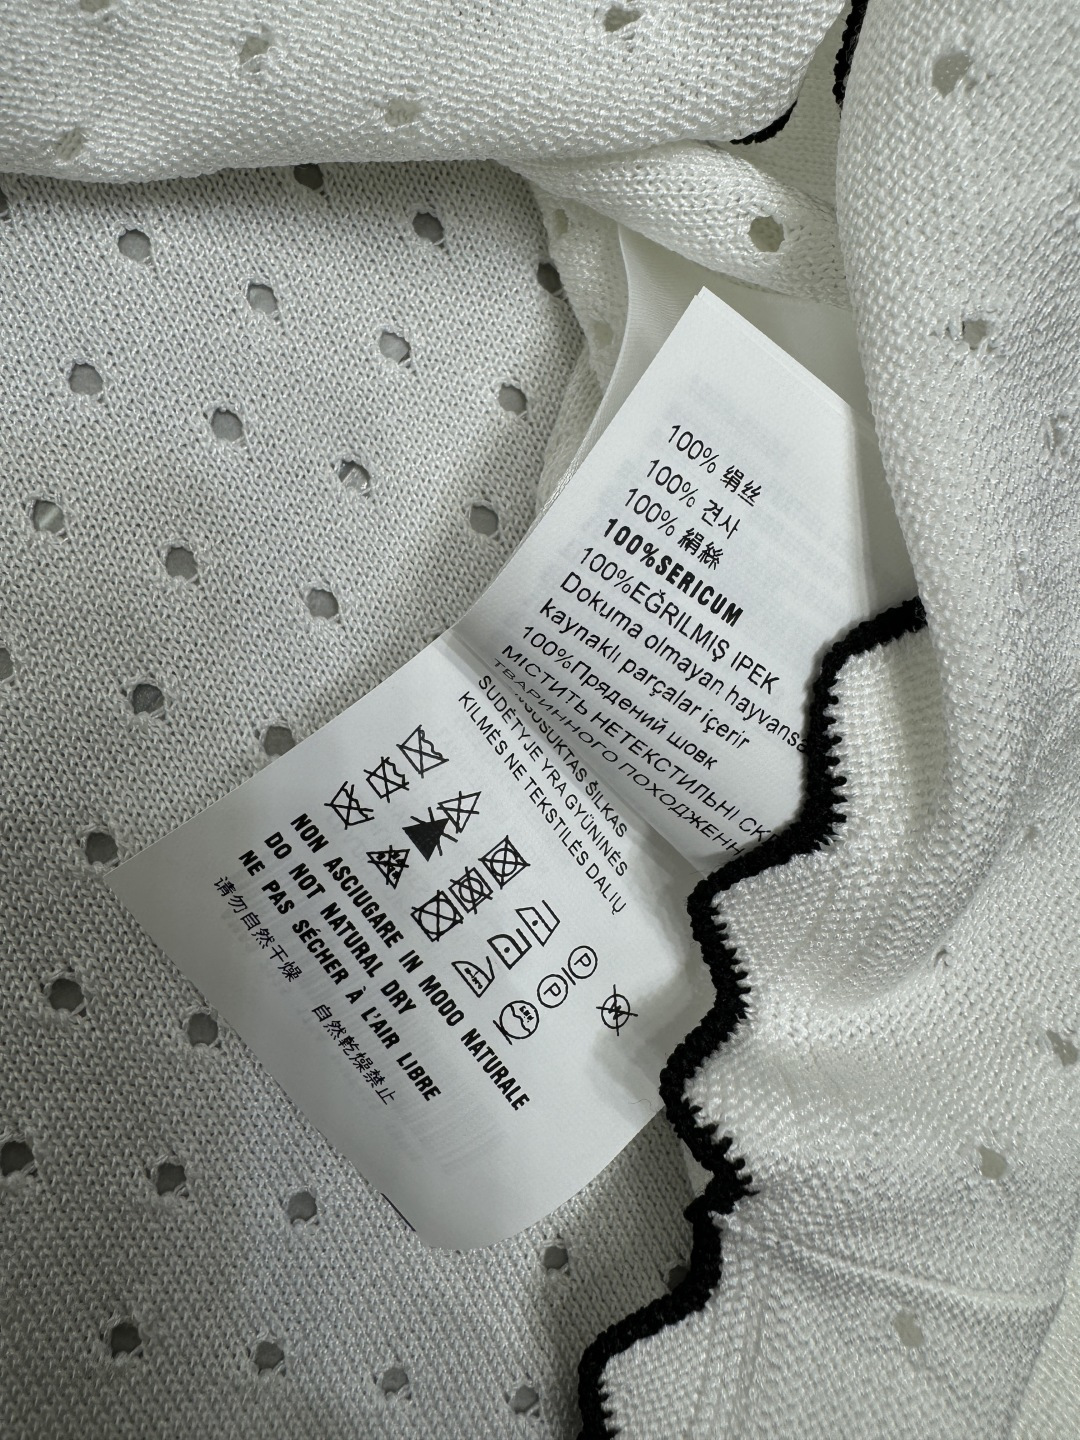 100% 绢丝
100% 견사
100% 絹絲
100%SERICUM
100%EĞRILMIŞ IPEK
Dokuma olmayan hayvansa
kaynaklı parçalar içerir
100%Прядений шовк
МІСТИТЬ НЕТЕКСТИЛЬНІ СКЛ
ТВАРИННОГО ПОХОДЖЕНН
ŠILKAS
SUDĖTYJE YRA GYŪNINĖS
KILMĖS NE TEKSTILĖS DALIŲ
P
P
NON ASCIUGARE IN MODO NATURALE
DO NOT NATURAL DRY
NE PAS SÉCHER À L'AIR LIBRE
请勿自然干燥 自然乾燥禁止